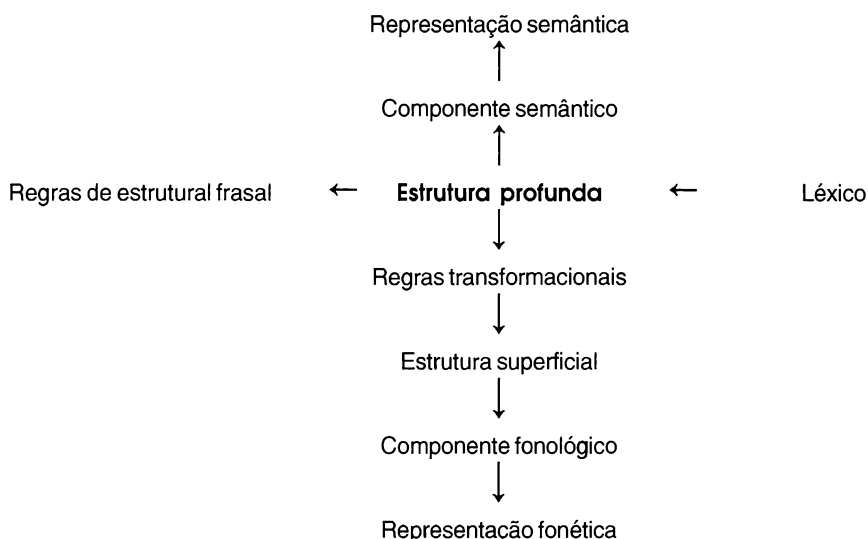 Representação semântica
↑
Componente semântico
↑
Regras de estrutural frasal ← Estrutura profunda ← Léxico
↓
Regras transformacionais
↓
Estrutura superficial
↓
Componente fonológico
↓
Representação fonética